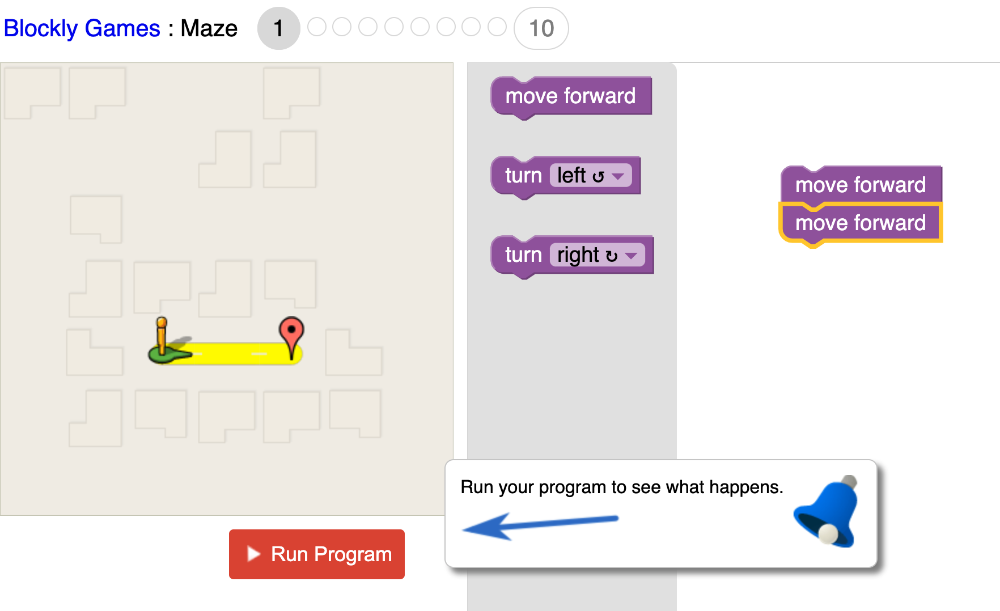 Blockly Games : Maze 1 10
move forward
turn left ↺
turn right ↻
move forward
move forward
Run your program to see what happens.
Run Program